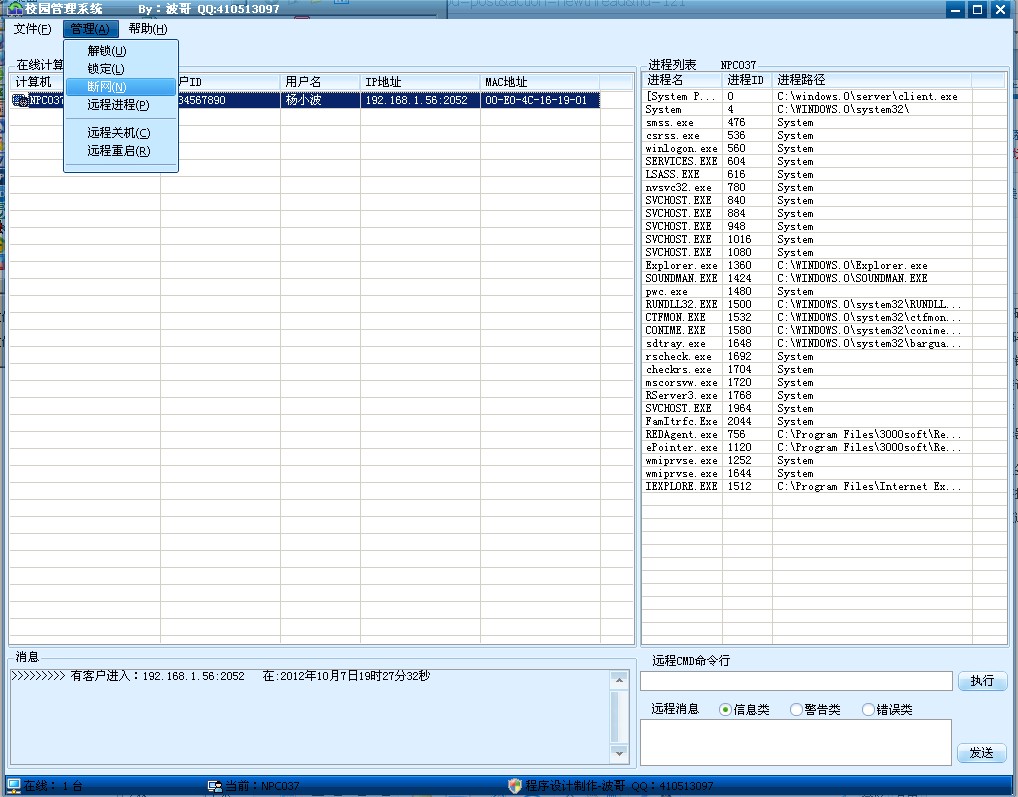 校园管理系统 By：波哥 QQ:410513097
文件(F) 管理(A) 帮助(H)
解锁(U)
锁定(L)
断网(N)
远程进程(P)
远程关机(C)
远程重启(R)
在线计算
计算机 户ID 用户名 IP地址 MAC地址
NPC037 34567890 杨小波 192.168.1.56:2052 00-E0-4C-16-19-01
进程列表 NPC037
进程名 进程ID 进程路径
[System P... 0 C:\windows.0\server\client.exe
System 4 C:\WINDOWS.0\system32\
smss.exe 476 System
csrss.exe 536 System
winlogon.exe 560 System
SERVICES.EXE 604 System
LSASS.EXE 616 System
nvsvc32.exe 780 System
SVCHOST.EXE 840 System
SVCHOST.EXE 884 System
SVCHOST.EXE 948 System
SVCHOST.EXE 1016 System
SVCHOST.EXE 1080 System
Explorer.exe 1360 C:\WINDOWS.0\Explorer.exe
SOUNDMAN.EXE 1424 C:\WINDOWS.0\SOUNDMAN.EXE
pwc.exe 1480 System
RUNDLL32.EXE 1500 C:\WINDOWS.0\system32\RUNDLL...
CTFMON.EXE 1532 C:\WINDOWS.0\system32\ctfmon...
CONIME.EXE 1580 C:\WINDOWS.0\system32\conime...
sdtray.exe 1648 C:\WINDOWS.0\system32\bargua...
rscheck.exe 1692 System
checkrs.exe 1704 System
mscorsvw.exe 1720 System
RServer3.exe 1768 System
SVCHOST.EXE 1964 System
FamItrfc.Exe 2044 System
REDAgent.exe 756 C:\Program Files\3000soft\Re...
ePointer.exe 1120 C:\Program Files\3000soft\Re...
wmiprvse.exe 1252 System
wmiprvse.exe 1644 System
IEXPLORE.EXE 1512 C:\Program Files\Internet Ex...
消息
>>>>>>>>> 有客户进入：192.168.1.56:2052 在:2012年10月7日19时27分32秒
远程CMD命令行
执行
远程消息 信息类 警告类 错误类
发送
在线：1 台 当前：NPC037 程序设计制作-波哥 QQ：410513097